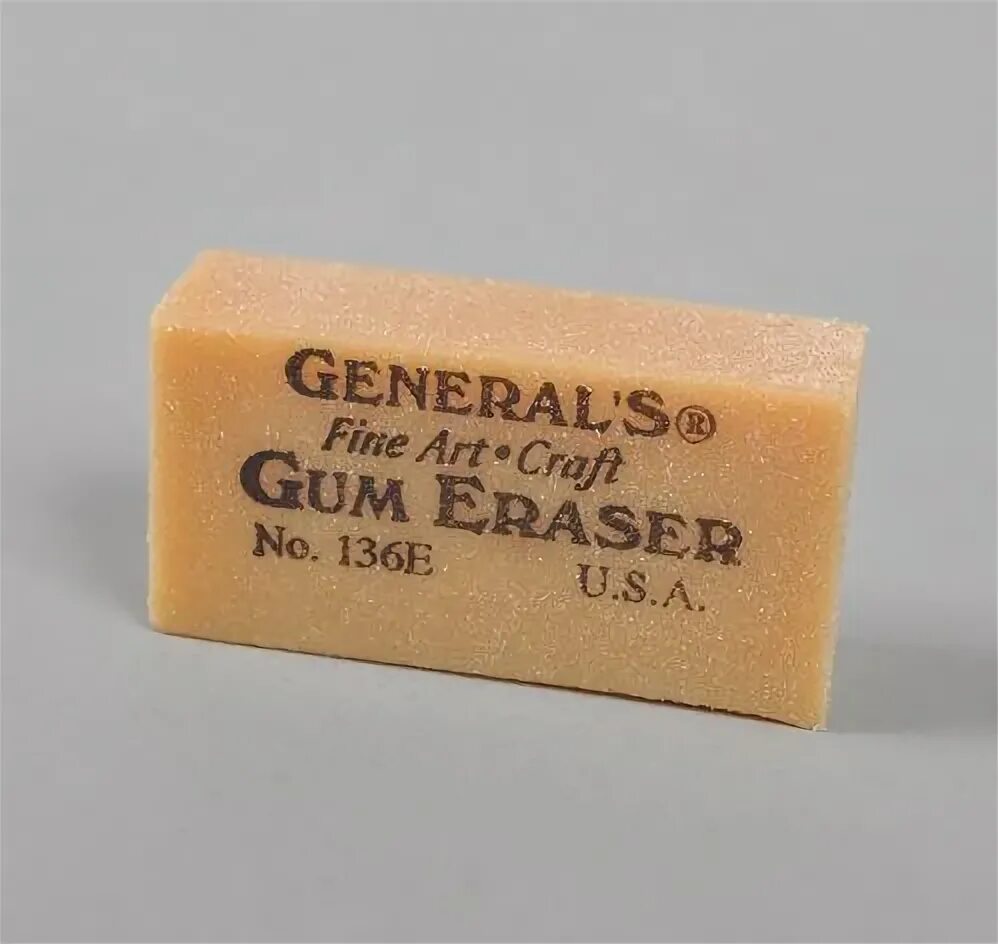 GENERAL'S®
Fine Art • Craft
GUM ERASER
No. 136E U.S.A.